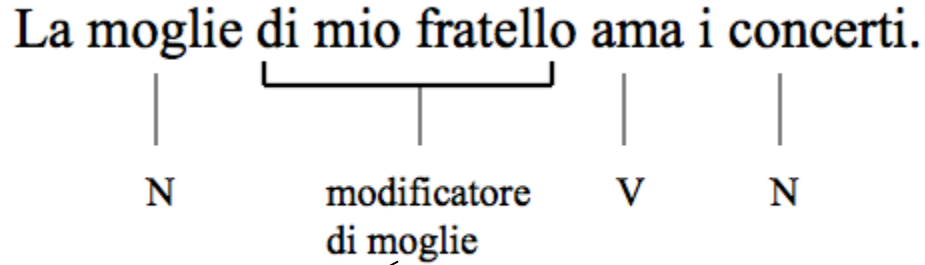 La moglie di mio fratello ama i concerti.
N modificatore V N
di moglie